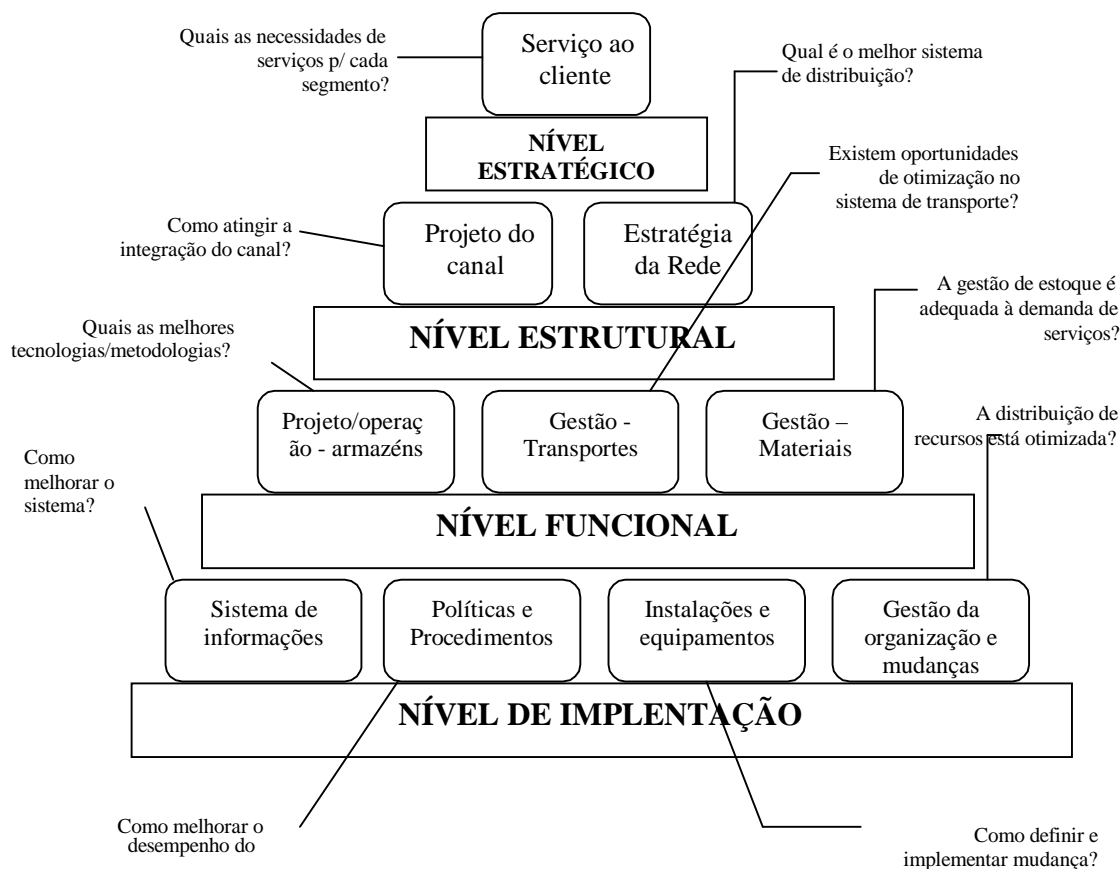 Quais as necessidades de
serviços p/ cada
segmento?
Serviço ao
cliente
Qual é o melhor sistema
de distribuição?
NÍVEL
ESTRATÉGICO
Existem oportunidades
de otimização no
sistema de transporte?
Como atingir a
integração do canal?
Projeto do
canal
Estratégia
da Rede
A gestão de estoque é
adequada à demanda de
serviços?
Quais as melhores
tecnologias/metodologias?
NÍVEL ESTRUTURAL
Projeto/operaç
ão - armazéns
Gestão -
Transportes
Gestão –
Materiais
A distribuição de
recursos está otimizada?
Como
melhorar o
sistema?
NÍVEL FUNCIONAL
Sistema de
informações
Políticas e
Procedimentos
Instalações e
equipamentos
Gestão da
organização e
mudanças
NÍVEL DE IMPLENTAÇÃO
Como melhorar o
desempenho do
Como definir e
implementar mudança?